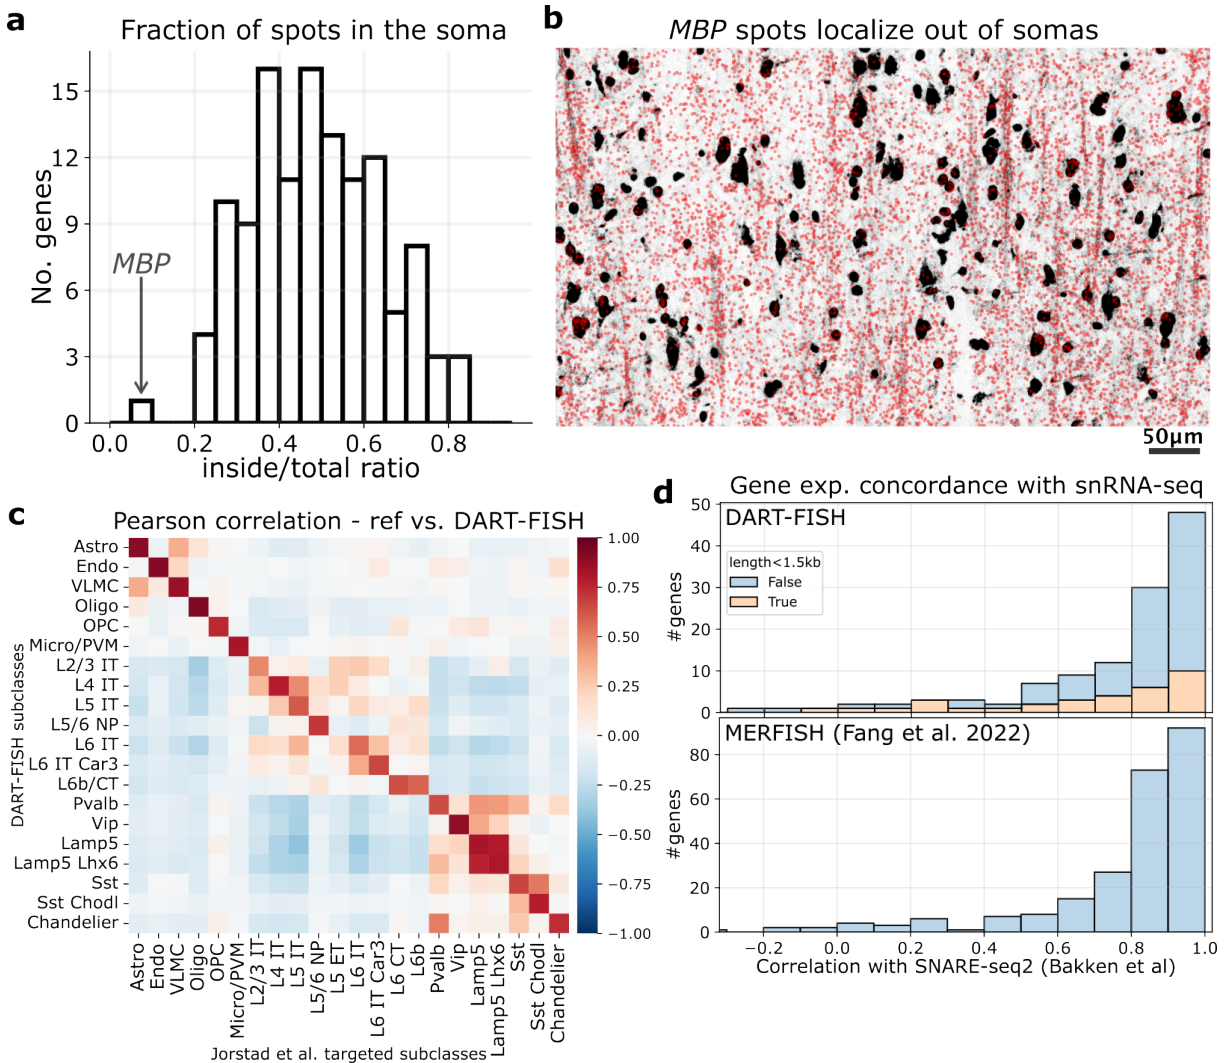 a
Fraction of spots in the soma
No. genes
15
12
9
6
3
0
MBP
0.0 0.2 0.4 0.6 0.8
inside/total ratio
b
MBP spots localize out of somas
50µm
c
Pearson correlation - ref vs. DART-FISH
DART-FISH subclasses
Astro
Endo
VLMC
Oligo
OPC
Micro/PVM
L2/3 IT
L4 IT
L5 IT
L5/6 NP
L6 IT
L6 IT Car3
L6b/CT
Pvalb
Vip
Lamp5
Lamp5 Lhx6
Sst
Sst Chodl
Chandelier
1.00
0.75
0.50
0.25
0.00
−0.25
−0.50
−0.75
−1.00
Astro
Endo
VLMC
Oligo
OPC
Micro/PVM
L2/3 IT
L4 IT
L5 IT
L5/6 NP
L5 ET
L6 IT
L6 IT Car3
L6 CT
L6b
Pvalb
Vip
Lamp5
Lamp5 Lhx6
Sst
Sst Chodl
Chandelier
Jorstad et al. targeted subclasses
d
Gene exp. concordance with snRNA-seq
DART-FISH
length<1.5kb
False
True
#genes
50
40
30
20
10
0
MERFISH (Fang et al. 2022)
#genes
80
60
40
20
0
−0.2 0.0 0.2 0.4 0.6 0.8 1.0
Correlation with SNARE-seq2 (Bakken et al)